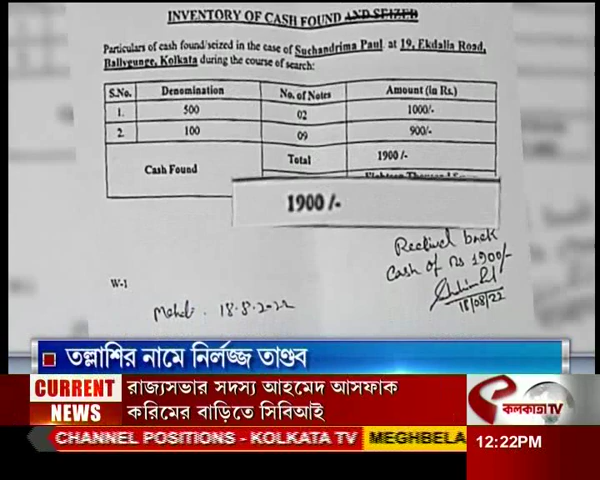 INVENTORY OF CASH FOUND AND SEIZED
Particulars of cash found/seized in the case of Suchandrima Paul at 19, Ekdalia Road,
Ballygunge, Kolkata during the course of search:
S.No. Denomination No. of Notes Amount (in Rs.)
1. 500 02 1000/-
2. 100 09 900/-
Cash Found Total 1900/-
1900/-
Received back
Cash of Rs 1900/-
18/08/22
W-1
18.8.2022
তল্লাশির নামে নির্লজ্জ তাণ্ডব
CURRENT NEWS
রাজ্যসভার সদস্য আহমেদ আসফাক
করিমের বাড়িতে সিবিআই
কলকাতা TV
CHANNEL POSITIONS - KOLKATA TV MEGHBELA
12:22PM